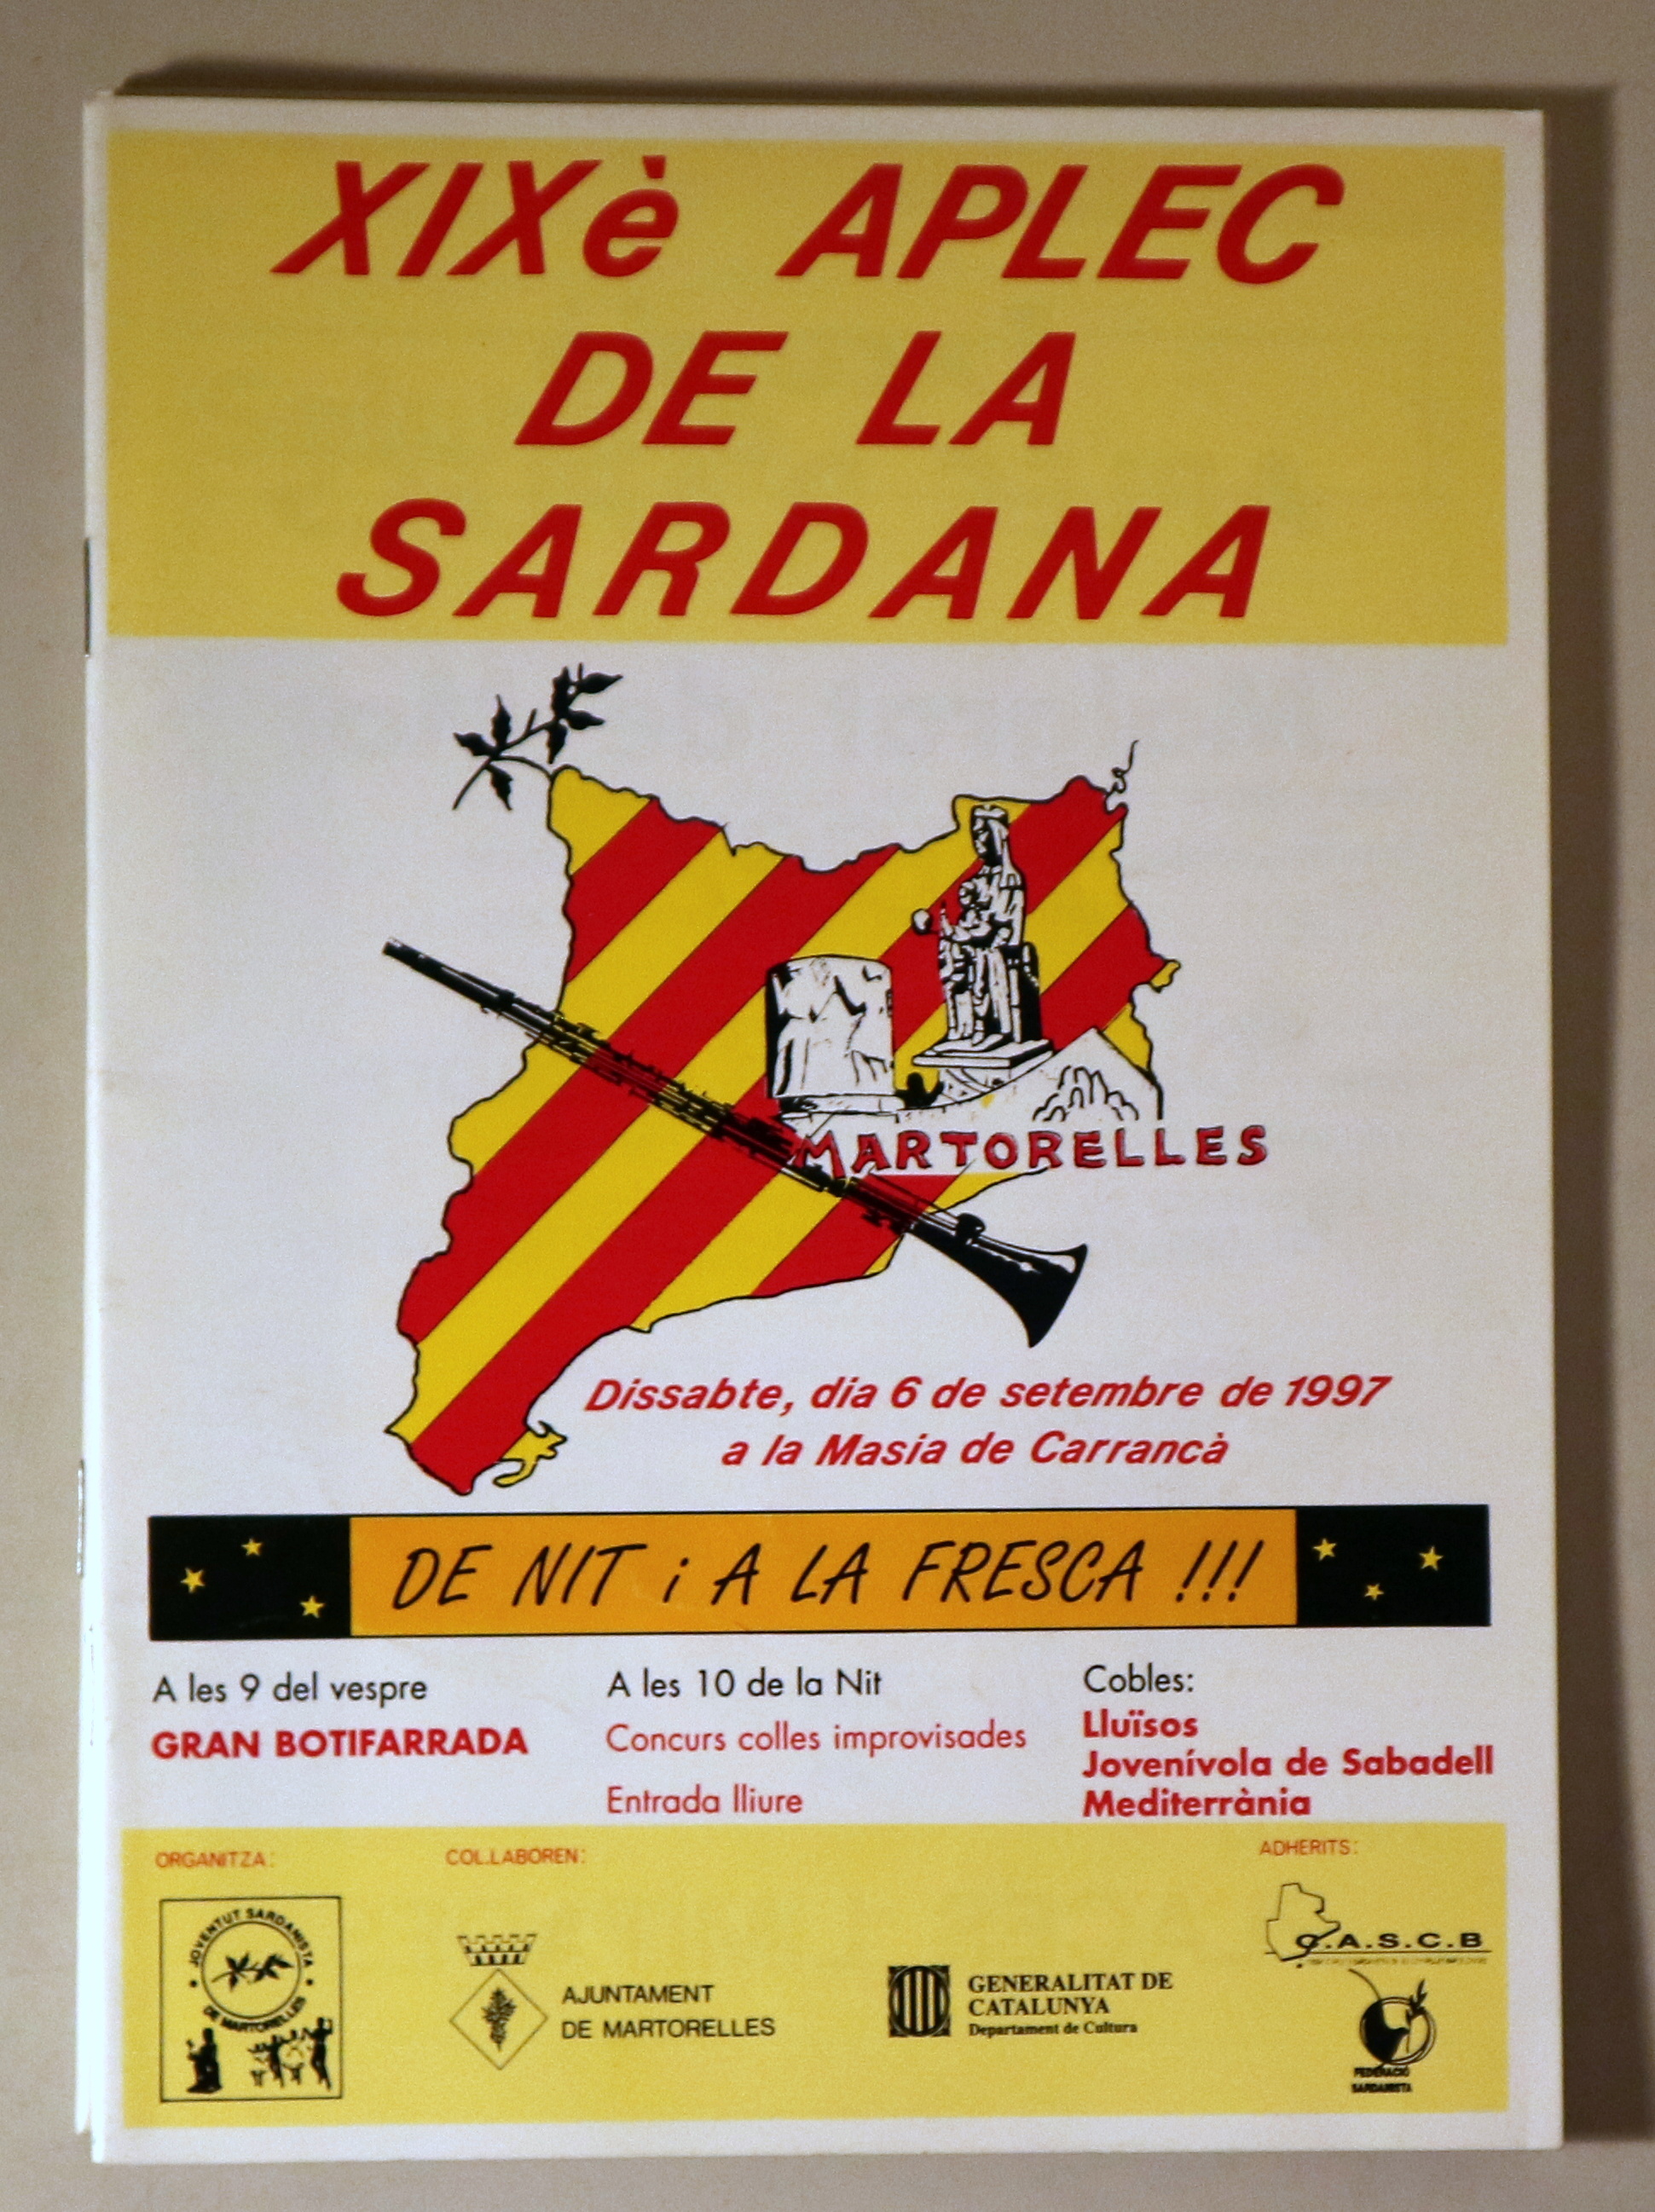 XIXè APLEC
DE LA
SARDANA
MARTORELLES
Dissabte, dia 6 de setembre de 1997
a la Masia de Carrancà
DE NIT i A LA FRESCA !!!
A les 9 del vespre
GRAN BOTIFARRADA
A les 10 de la Nit
Concurs colles improvisades
Entrada lliure
Cobles:
Lluïsos
Jovenívola de Sabadell
Mediterrània
ORGANITZA:
JOVENTUT SARDANISTA
DE MARTORELLES
COL.LABOREN:
AJUNTAMENT
DE MARTORELLES
GENERALITAT DE
CATALUNYA
Departament de Cultura
ADHERITS:
O.A.S.C.B
FEDERACIÓ
SARDANISTA